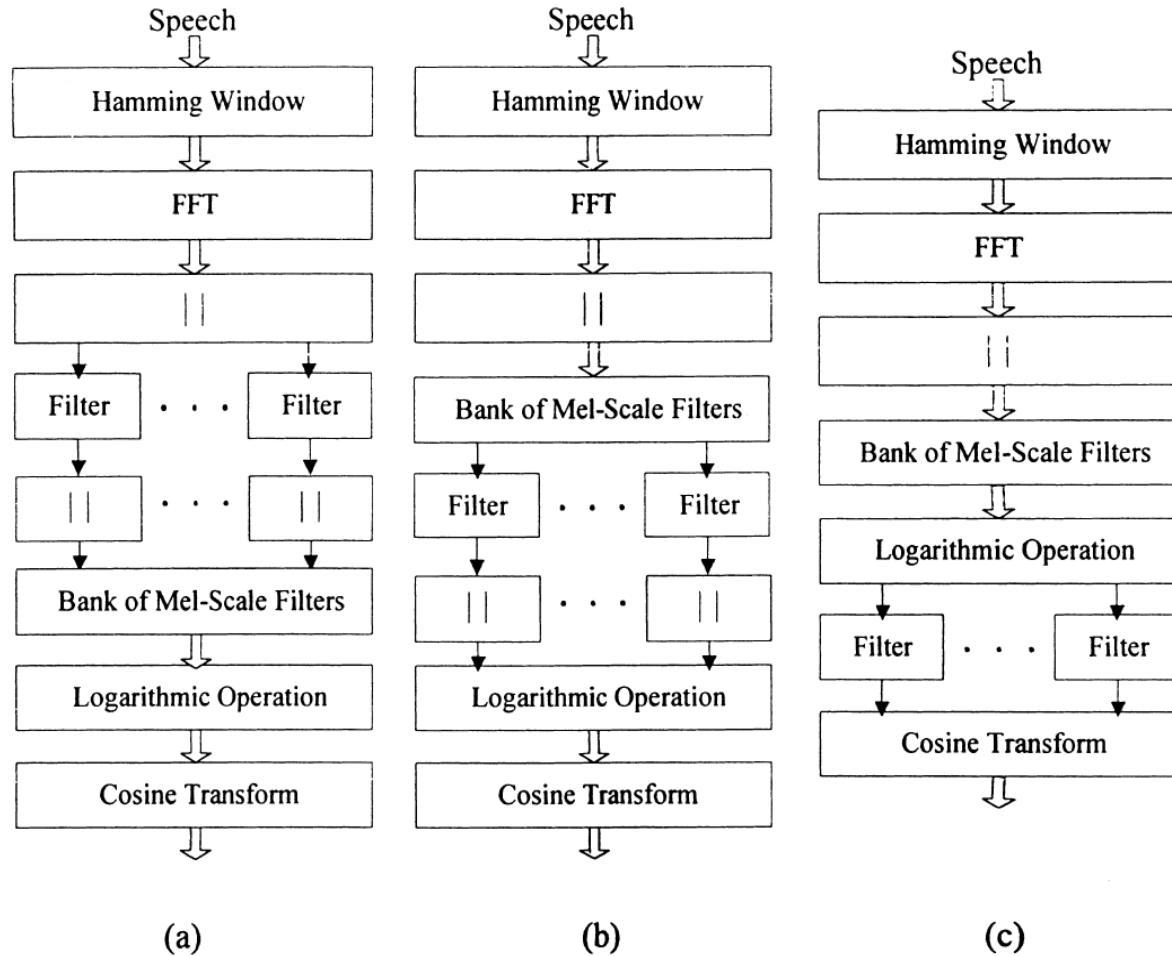 Speech
Hamming Window
FFT
| |
Filter . . . Filter
| | . . . | |
Bank of Mel-Scale Filters
Logarithmic Operation
Cosine Transform
(a)
Speech
Hamming Window
FFT
| |
Bank of Mel-Scale Filters
Filter . . . Filter
| | . . . | |
Logarithmic Operation
Cosine Transform
(b)
Speech
Hamming Window
FFT
| |
Bank of Mel-Scale Filters
Logarithmic Operation
Filter . . . Filter
Cosine Transform
(c)